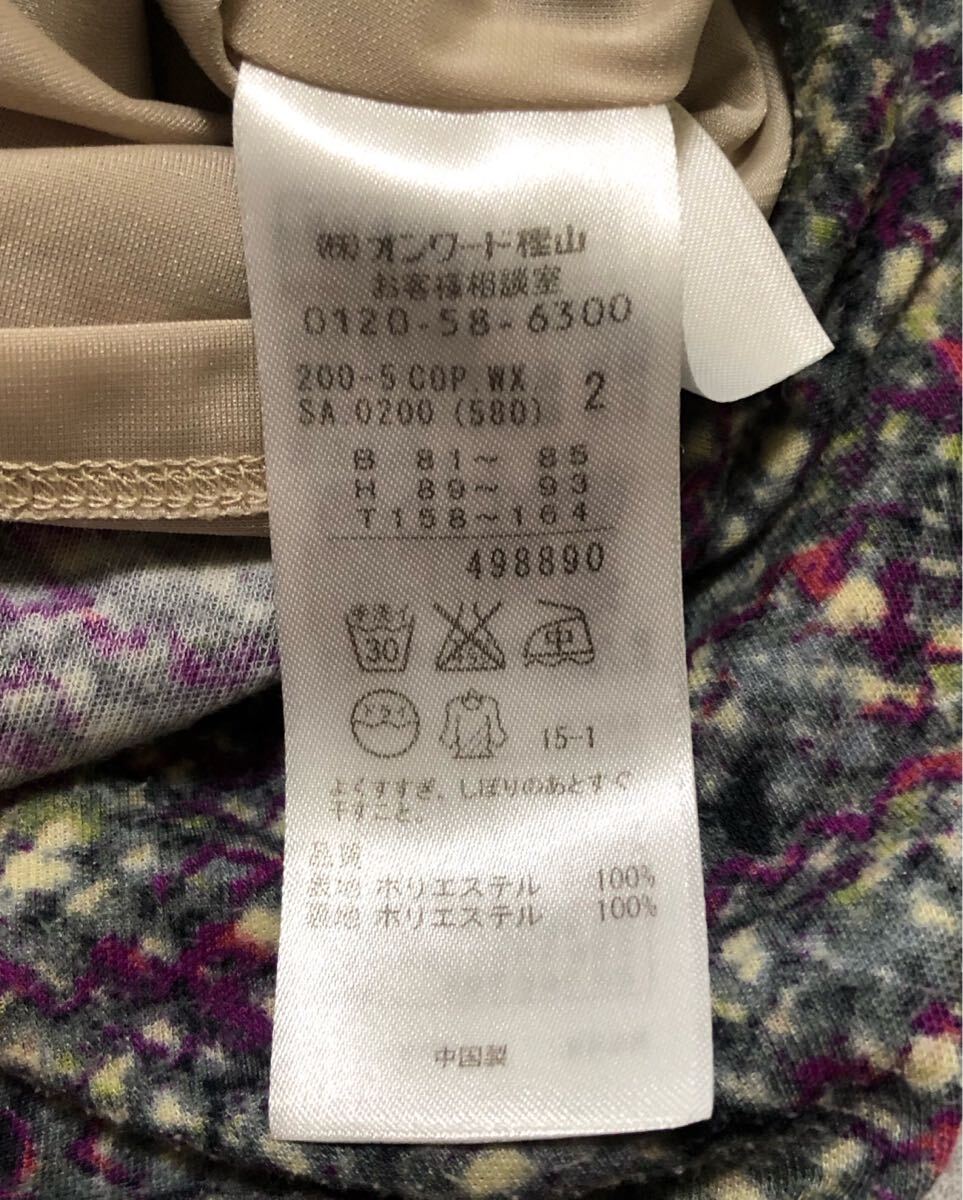 ㈱オンワード樫山
お客様相談室
0120-58-6300
200-5 COP WX. 2
SA.0200 (580)
B 81～ 85
H 89～ 93
T158～164
498890
30 中
15-1
よくすすぎ、しぼりのあとすぐ
干すこと。
品質
表地 ポリエステル 100%
裏地 ポリエステル 100%
中国製